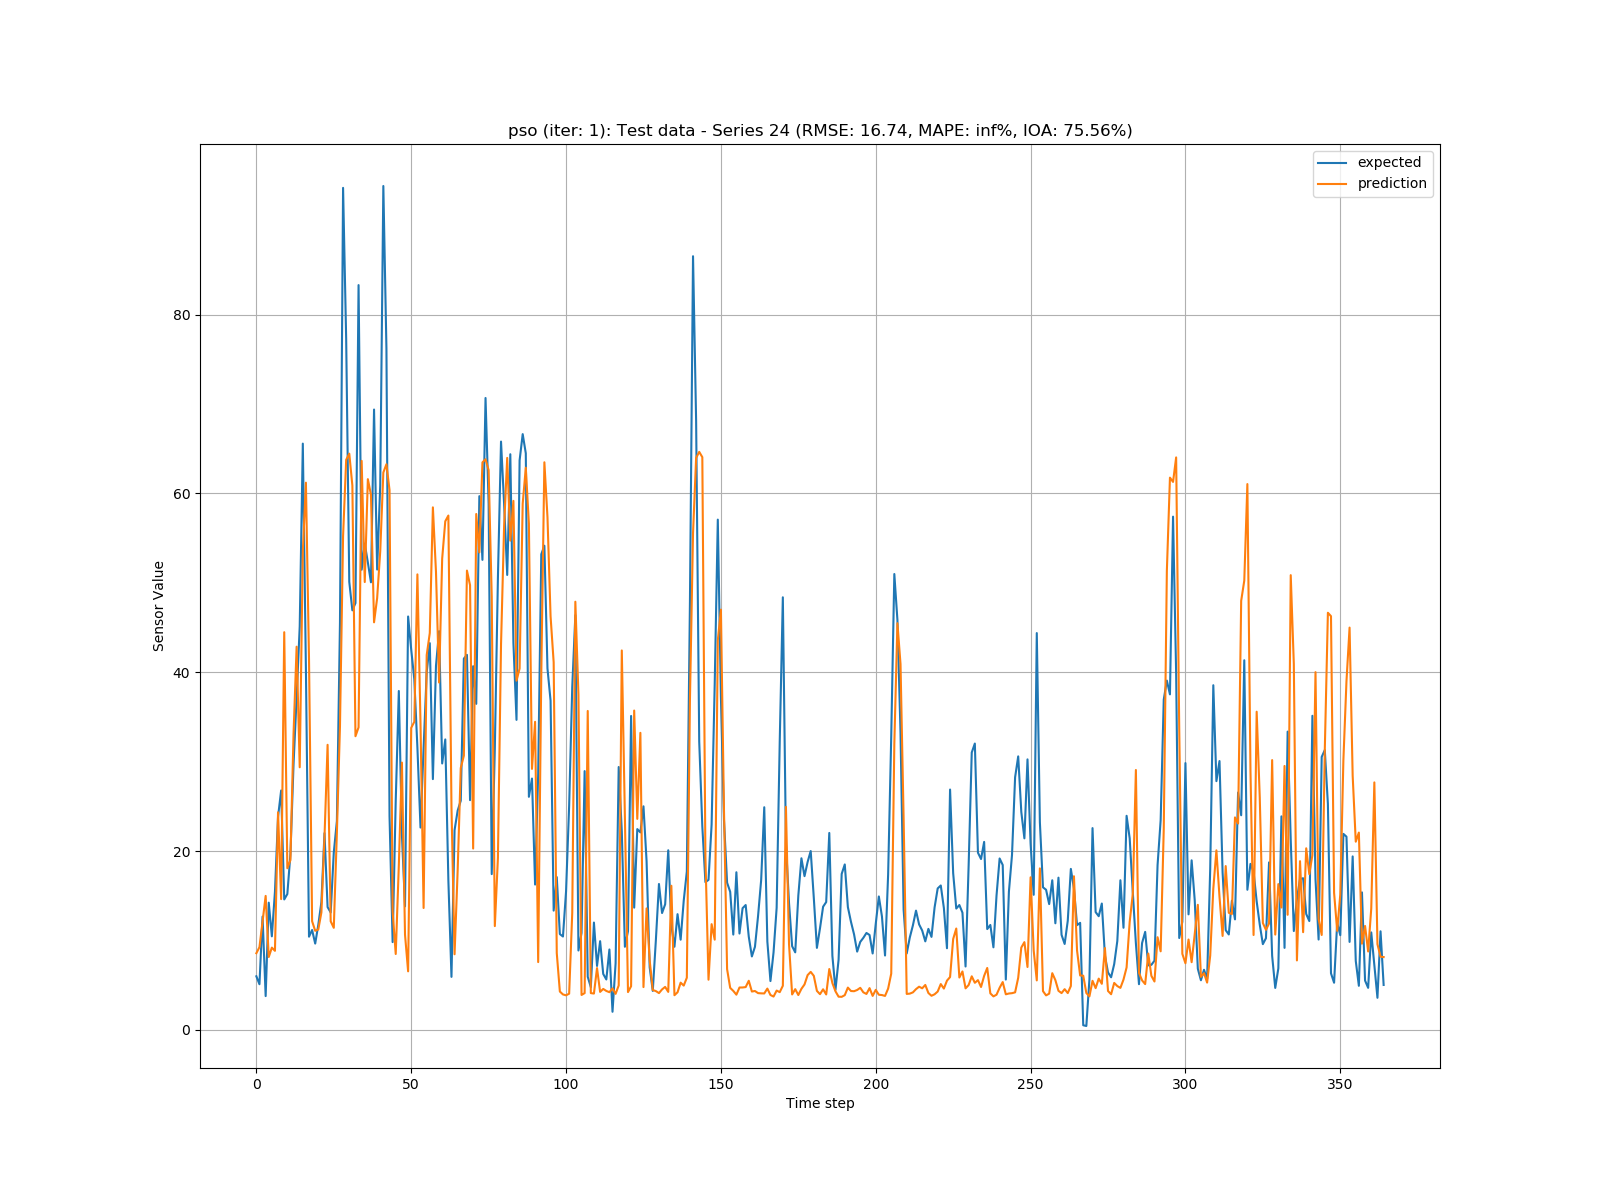 pso (iter: 1): Test data - Series 24 (RMSE: 16.74, MAPE: inf%, IOA: 75.56%)
expected
prediction
80
60
40
20
0
Sensor Value
0 50 100 150 200 250 300 350
Time step